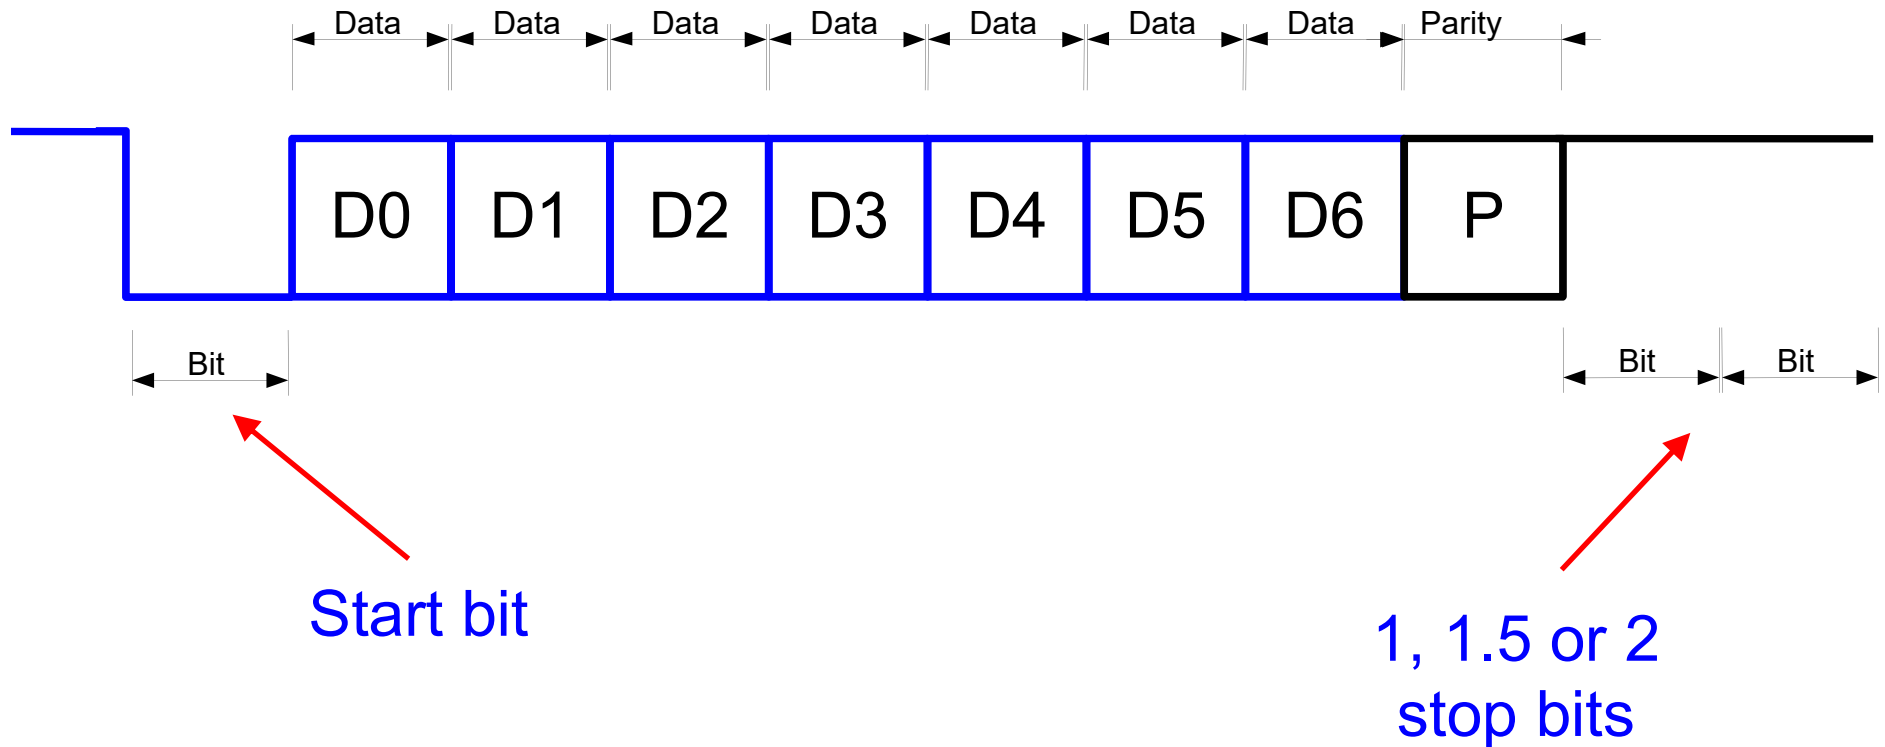 Data Data Data Data Data Data Data Parity
D0 D1 D2 D3 D4 D5 D6 P
Bit Bit Bit
Start bit
1, 1.5 or 2
stop bits